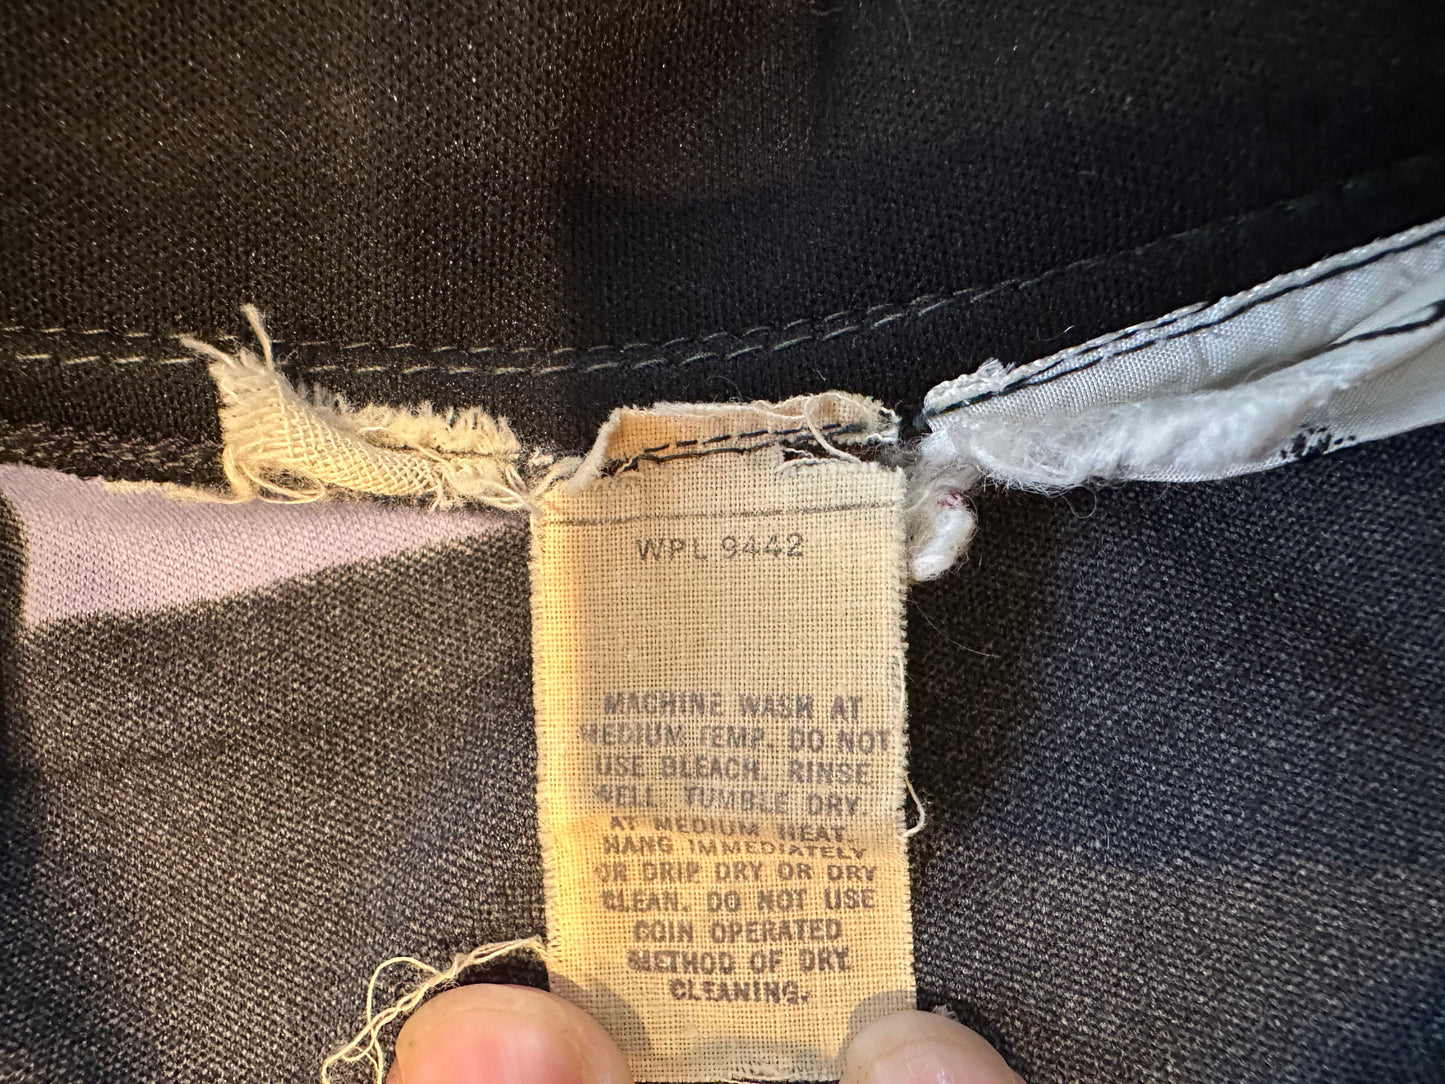 WPL 9442
MACHINE WASH AT
MEDIUM TEMP. DO NOT
USE BLEACH. RINSE
WELL. TUMBLE DRY.
AT MEDIUM HEAT
HANG IMMEDIATELY
OR DRIP DRY OR DRY
CLEAN. DO NOT USE
COIN OPERATED
METHOD OF DRY
CLEANING.